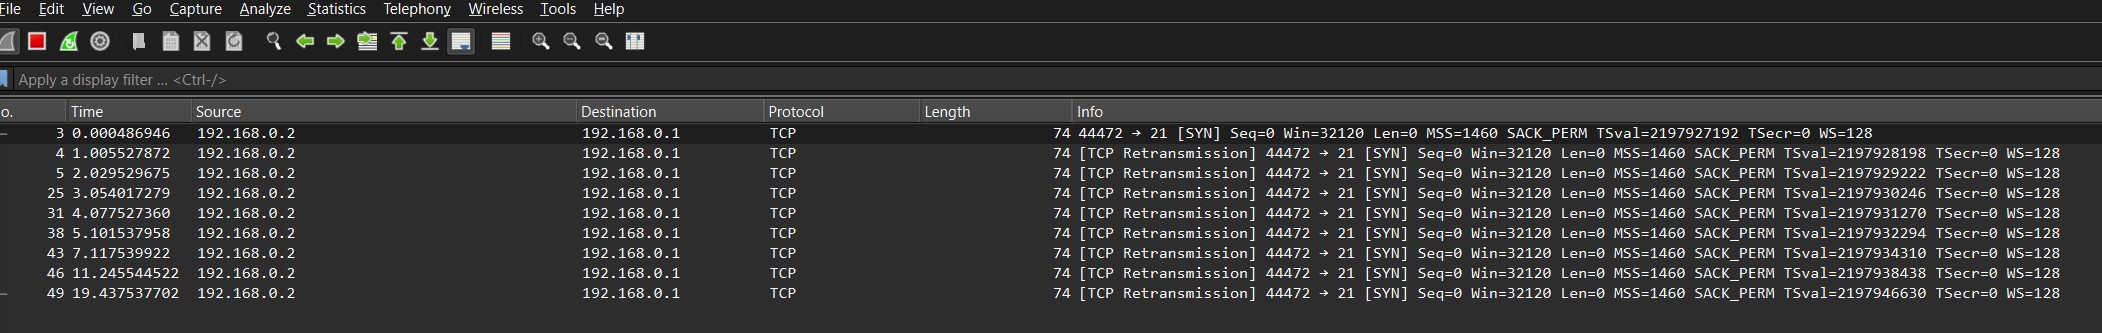 File Edit View Go Capture Analyze Statistics Telephony Wireless Tools Help
Apply a display filter ... <Ctrl-/>
o. Time Source Destination Protocol Length Info
3 0.000486946 192.168.0.2 192.168.0.1 TCP 74 44472 → 21 [SYN] Seq=0 Win=32120 Len=0 MSS=1460 SACK_PERM TSval=2197927192 TSecr=0 WS=128
4 1.005527872 192.168.0.2 192.168.0.1 TCP 74 [TCP Retransmission] 44472 → 21 [SYN] Seq=0 Win=32120 Len=0 MSS=1460 SACK_PERM TSval=2197928198 TSecr=0 WS=128
5 2.029529675 192.168.0.2 192.168.0.1 TCP 74 [TCP Retransmission] 44472 → 21 [SYN] Seq=0 Win=32120 Len=0 MSS=1460 SACK_PERM TSval=2197929222 TSecr=0 WS=128
25 3.054017279 192.168.0.2 192.168.0.1 TCP 74 [TCP Retransmission] 44472 → 21 [SYN] Seq=0 Win=32120 Len=0 MSS=1460 SACK_PERM TSval=2197930246 TSecr=0 WS=128
31 4.077527360 192.168.0.2 192.168.0.1 TCP 74 [TCP Retransmission] 44472 → 21 [SYN] Seq=0 Win=32120 Len=0 MSS=1460 SACK_PERM TSval=2197931270 TSecr=0 WS=128
38 5.101537958 192.168.0.2 192.168.0.1 TCP 74 [TCP Retransmission] 44472 → 21 [SYN] Seq=0 Win=32120 Len=0 MSS=1460 SACK_PERM TSval=2197932294 TSecr=0 WS=128
43 7.117539922 192.168.0.2 192.168.0.1 TCP 74 [TCP Retransmission] 44472 → 21 [SYN] Seq=0 Win=32120 Len=0 MSS=1460 SACK_PERM TSval=2197934310 TSecr=0 WS=128
46 11.245544522 192.168.0.2 192.168.0.1 TCP 74 [TCP Retransmission] 44472 → 21 [SYN] Seq=0 Win=32120 Len=0 MSS=1460 SACK_PERM TSval=2197938438 TSecr=0 WS=128
49 19.437537702 192.168.0.2 192.168.0.1 TCP 74 [TCP Retransmission] 44472 → 21 [SYN] Seq=0 Win=32120 Len=0 MSS=1460 SACK_PERM TSval=2197946630 TSecr=0 WS=128